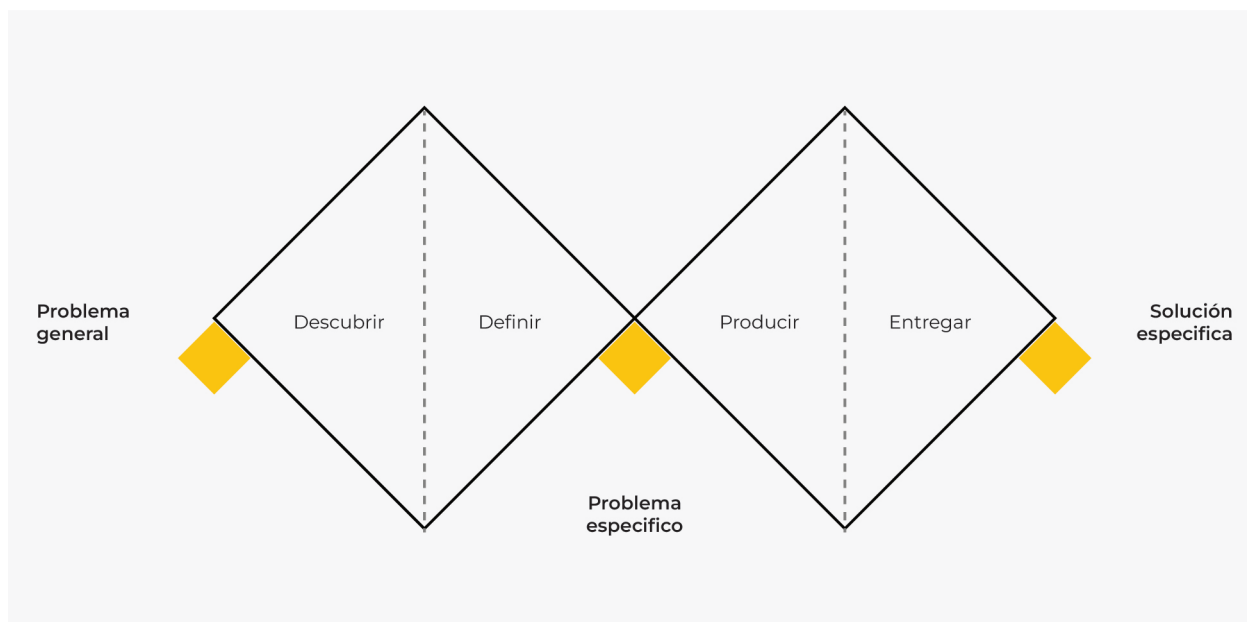 Problema
general
Descubrir
Definir
Producir
Entregar
Solución
especifica
Problema
especifico